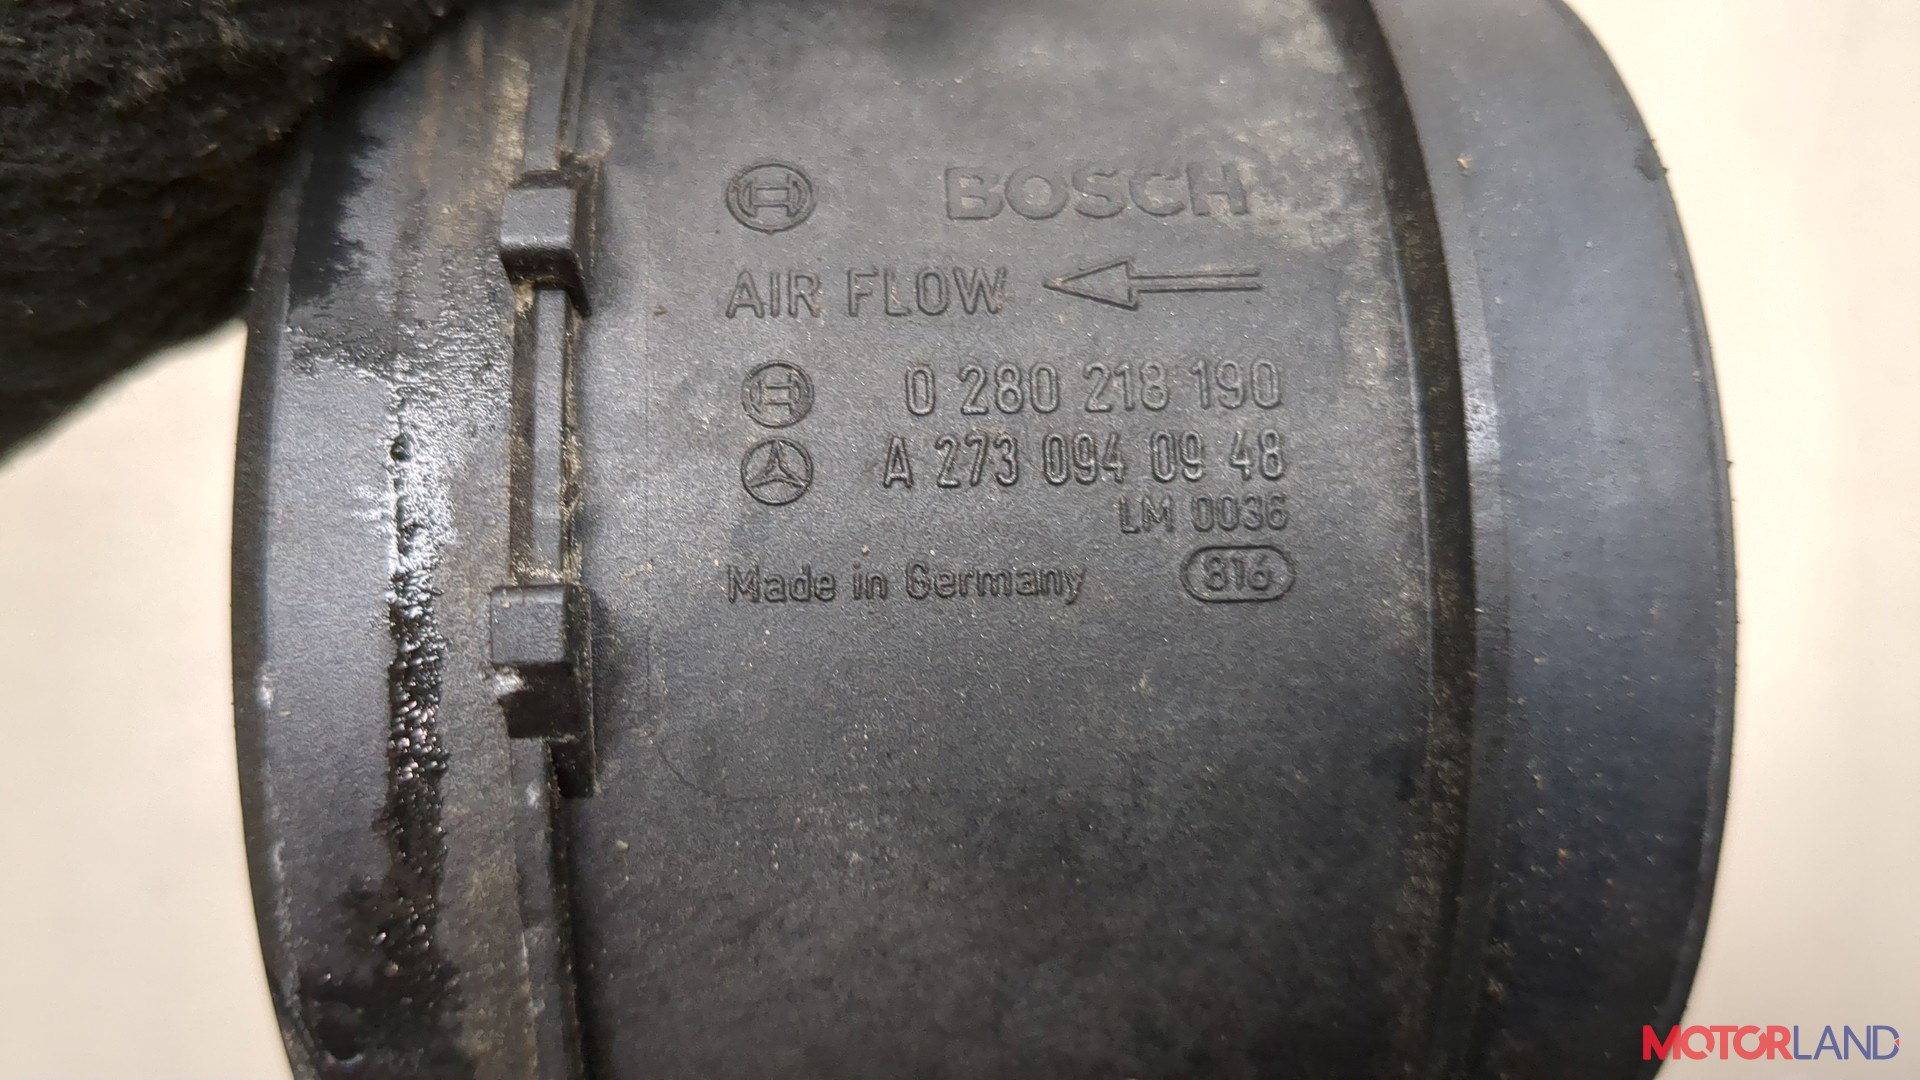 BOSCH
AIR FLOW
0 280 218 190
A 273 094 09 48
LM 0036
Made in Germany 816
MOTORLAND